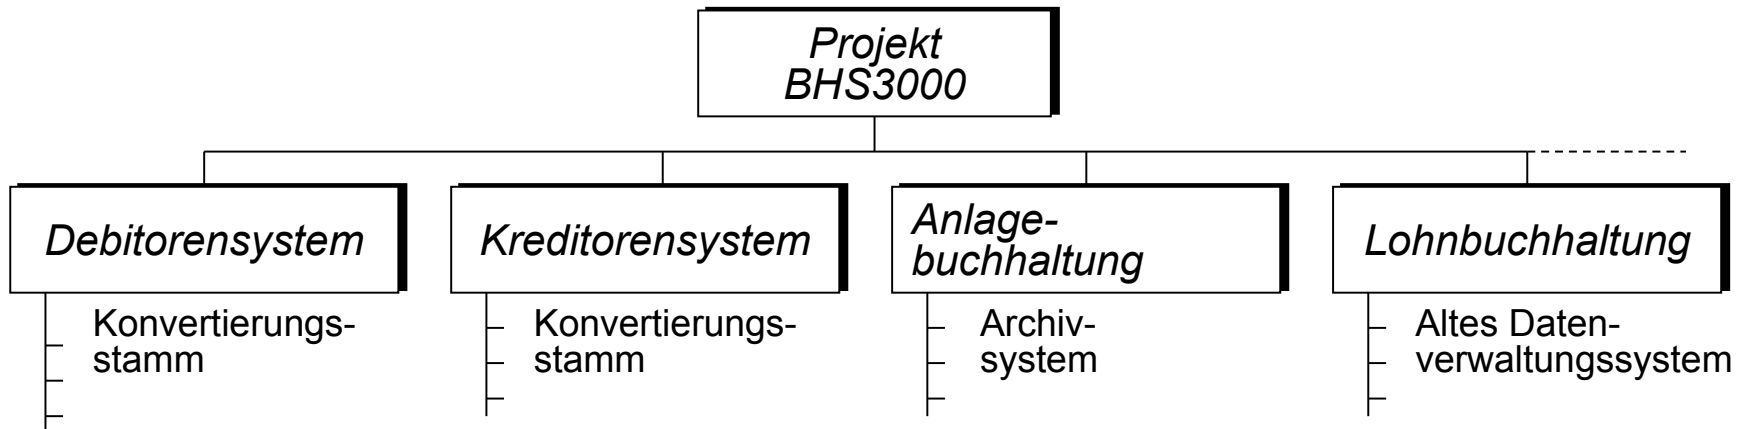 Projekt
BHS3000
Debitorensystem
Kreditorensystem
Anlage-
buchhaltung
Lohnbuchhaltung
Konvertierungs-
stamm
Konvertierungs-
stamm
Archiv-
system
Altes Daten-
verwaltungssystem